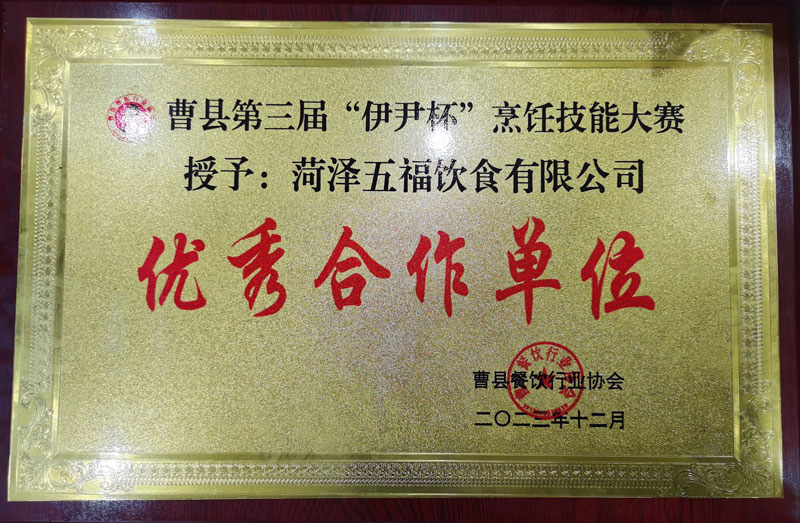 曹县第三届“伊尹杯”烹饪技能大赛
授予：菏泽五福饮食有限公司
优秀合作单位
曹县餐饮行业协会
二〇二二年十二月